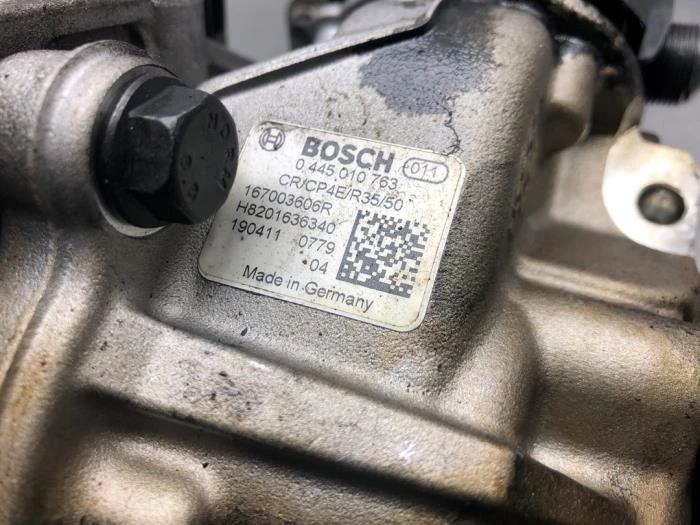 BOSCH 011
0 445 010 763
CR/CP4E/R35/50
167003606R
H8201636340
190411 0779
04
Made in Germany